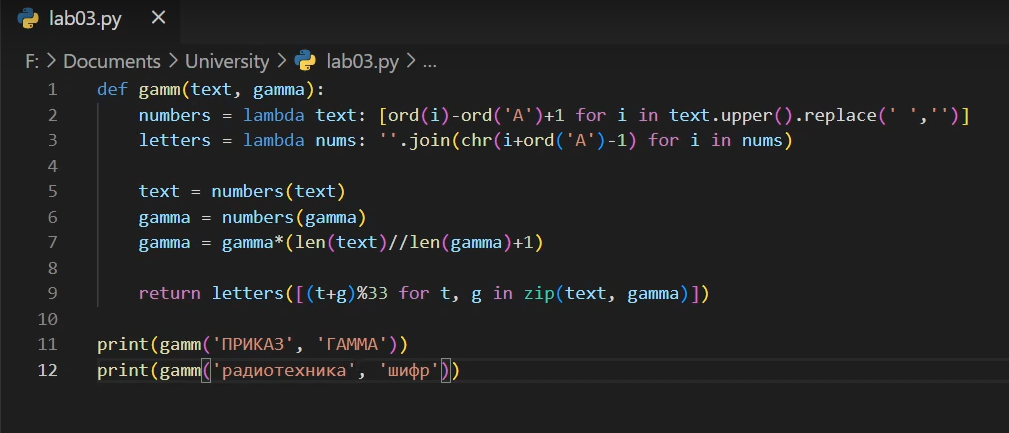 lab03.py ×
F: > Documents > University > lab03.py > ...
1 def gamm(text, gamma):
2     numbers = lambda text: [ord(i)-ord('А')+1 for i in text.upper().replace(' ','')]
3     letters = lambda nums: ''.join(chr(i+ord('А')-1) for i in nums)
4
5     text = numbers(text)
6     gamma = numbers(gamma)
7     gamma = gamma*(len(text)//len(gamma)+1)
8
9     return letters([(t+g)%33 for t, g in zip(text, gamma)])
10
11 print(gamm('ПРИКАЗ', 'ГАММА'))
12 print(gamm('радиотехника', 'шифр'))